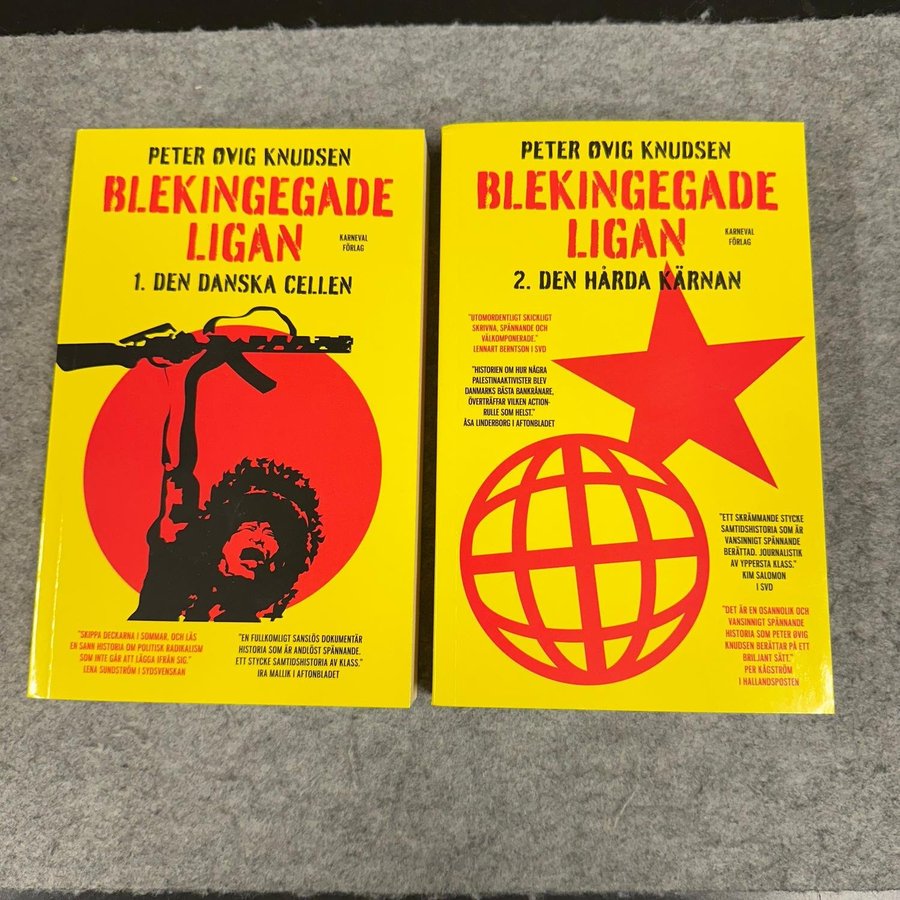 PETER ØVIG KNUDSEN
BLEKINGEGADE
LIGAN
KARNEVAL
FÖRLAG
1. DEN DANSKA CELLEN
"SKIPPA DECKARNA I SOMMAR. OCH LÄS
EN SANN HISTORIA OM POLITISK RADIKALISM
SOM INTE GÅR ATT LÄGGA IFRÅN SIG."
LENA SUNDSTRÖM I SYDSVENSKAN
"EN FULLKOMLIGT SANSLÖS DOKUMENTÄR
HISTORIA SOM ÄR ANDLÖST SPÄNNANDE.
ETT STYCKE SAMTIDSHISTORIA AV KLASS."
IRA MALLIK I AFTONBLADET
PETER ØVIG KNUDSEN
BLEKINGEGADE
LIGAN
KARNEVAL
FÖRLAG
2. DEN HÅRDA KÄRNAN
"UTOMORDENTLIGT SKICKLIGT
SKRIVNA, SPÄNNANDE OCH
VÄLKOMPONERADE."
LENNART BERNTSON I SVD
"HISTORIEN OM HUR NÅGRA
PALESTINAAKTIVISTER BLEV
DANMARKS BÄSTA BANKRÅNARE,
ÖVERTRÄFFAR VILKEN ACTION-
RULLE SOM HELST."
ÅSA LINDERBORG I AFTONBLADET
"ETT SKRÄMMANDE STYCKE
SAMTIDSHISTORIA SOM ÄR
VANSINNIGT SPÄNNANDE
BERÄTTAD. JOURNALISTIK
AV YPPERSTA KLASS."
KIM SALOMON
I SVD
"DET ÄR EN OSANNOLIK OCH
VANSINNIGT SPÄNNANDE
HISTORIA SOM PETER ØVIG
KNUDSEN BERÄTTAR PÅ ETT
BRILJANT SÄTT."
PER KÅGSTRÖM
I HALLANDSPOSTEN